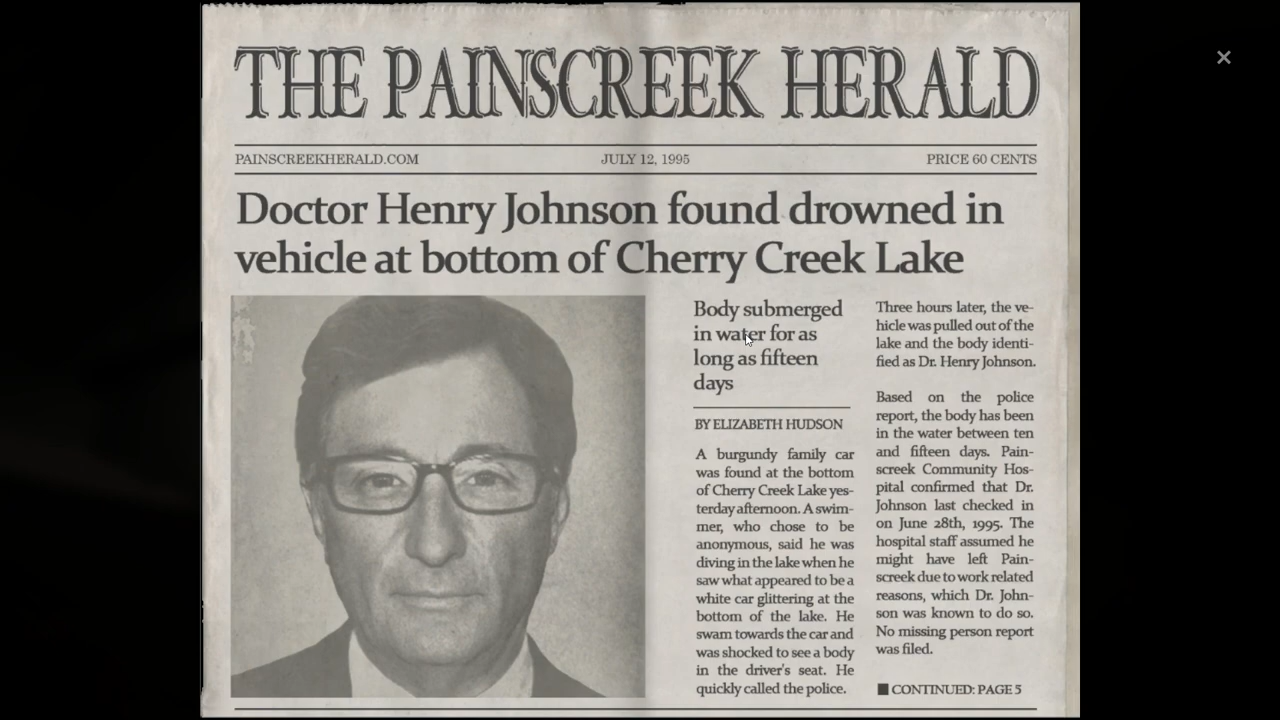 THE PAINSCREEK HERALD
PAINSCREEKHERALD.COM
JULY 12, 1995
PRICE 60 CENTS
Doctor Henry Johnson found drowned in
vehicle at bottom of Cherry Creek Lake
Body submerged
in water for as
long as fifteen
days
BY ELIZABETH HUDSON
A burgundy family car
was found at the bottom
of Cherry Creek Lake yes-
terday afternoon. A swim-
mer, who chose to be
anonymous, said he was
diving in the lake when he
saw what appeared to be a
white car glittering at the
bottom of the lake. He
swam towards the car and
was shocked to see a body
in the driver's seat. He
quickly called the police.
Three hours later, the ve-
hicle was pulled out of the
lake and the body identi-
fied as Dr. Henry Johnson.
Based on the police
report, the body has been
in the water between ten
and fifteen days. Pain-
screek Community Hos-
pital confirmed that Dr.
Johnson last checked in
on June 28th, 1995. The
hospital staff assumed he
might have left Pain-
screek due to work related
reasons, which Dr. John-
son was known to do so.
No missing person report
was filed.
CONTINUED: PAGE 5